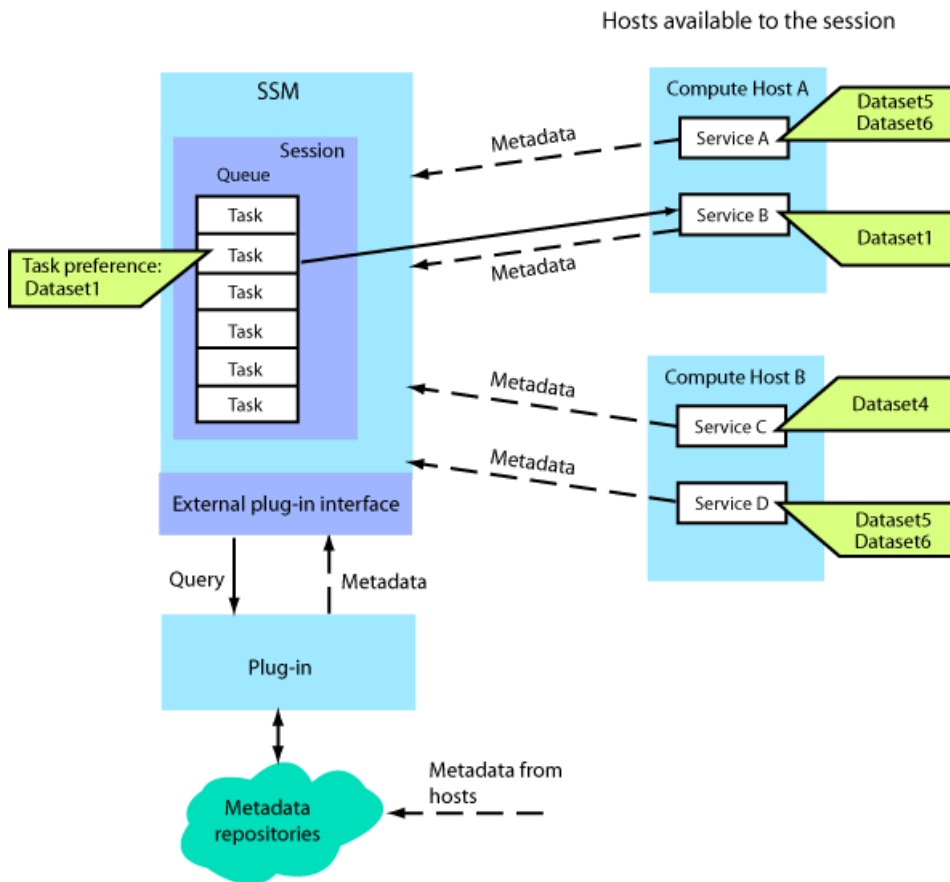 Hosts available to the session
SSM
Session
Queue
Task
Task
Task
Task
Task
Task
Task preference:
Dataset1
Metadata
Metadata
Metadata
Metadata
Compute Host A
Service A
Dataset5
Dataset6
Service B
Dataset1
Compute Host B
Service C
Dataset4
Service D
Dataset5
Dataset6
External plug-in interface
Query
Metadata
Plug-in
Metadata
repositories
Metadata from
hosts